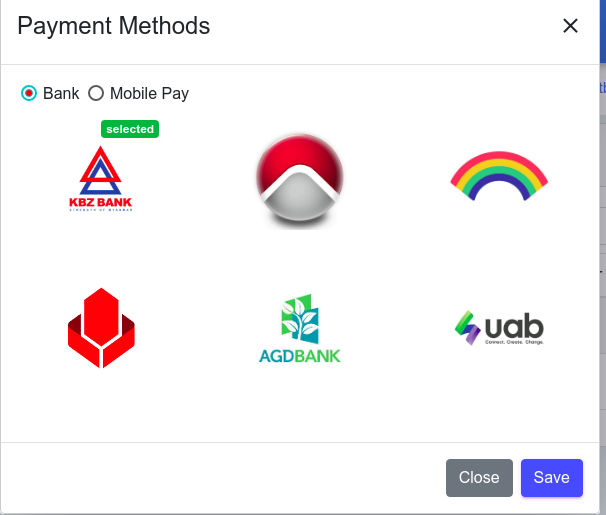 Payment Methods
Bank
Mobile Pay
selected
KBZ BANK
STRENGTH OF MYANMAR
AGDBANK
uab
Connect. Create. Change.
Close
Save